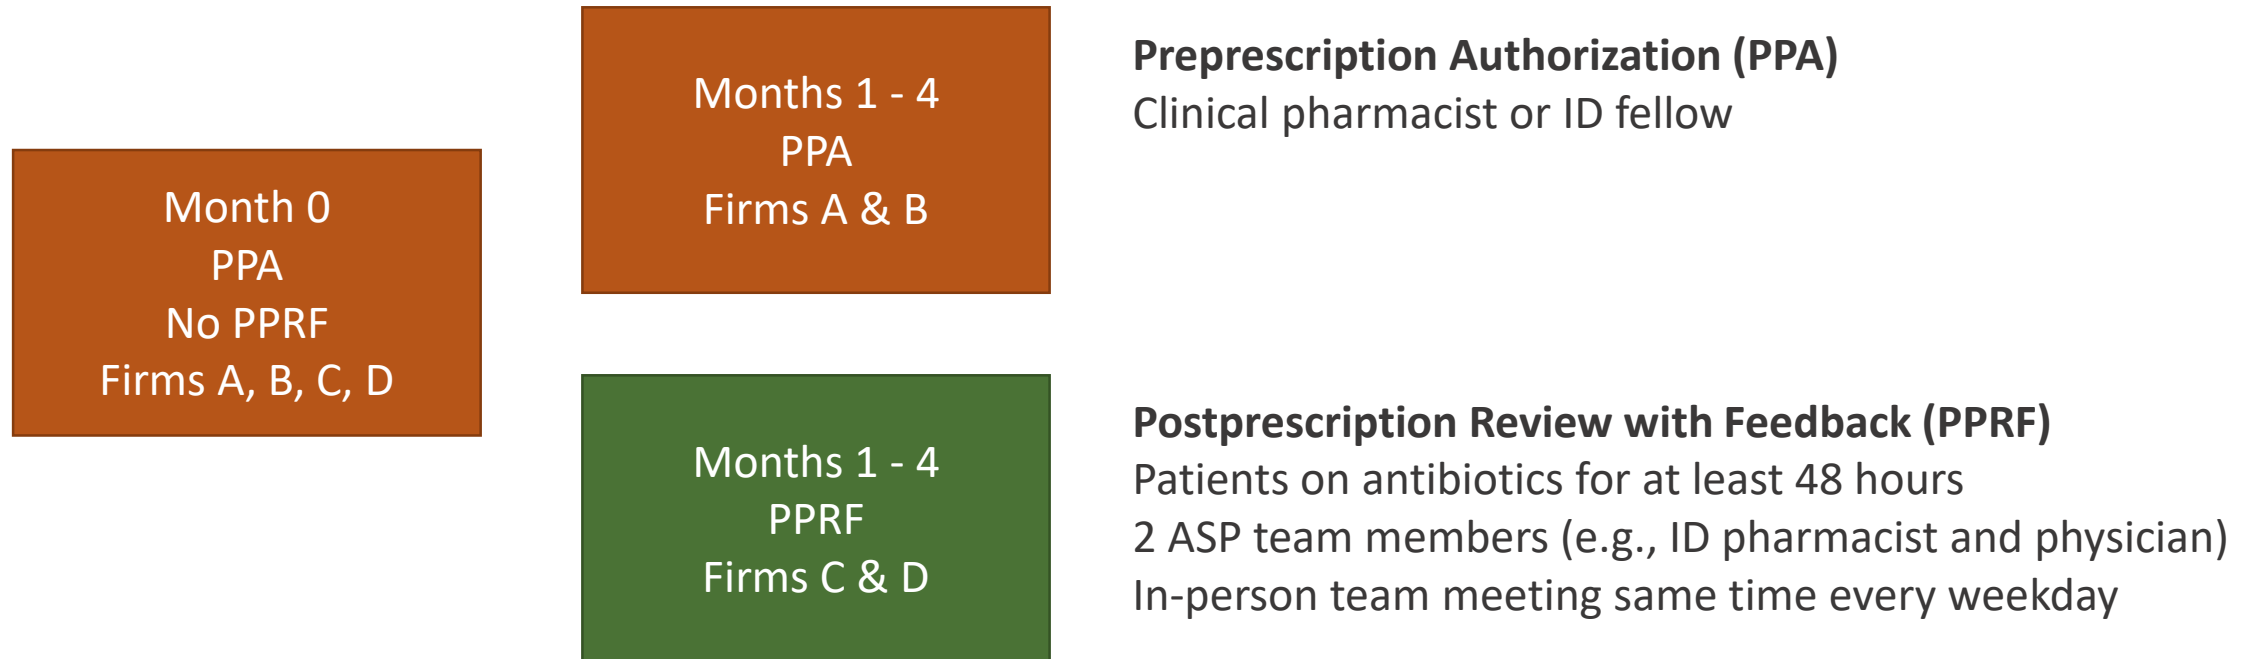 Month 0
PPA
No PPRF
Firms A, B, C, D
Months 1 - 4
PPA
Firms A & B
Preprescription Authorization (PPA)
Clinical pharmacist or ID fellow
Months 1 - 4
PPRF
Firms C & D
Postprescription Review with Feedback (PPRF)
Patients on antibiotics for at least 48 hours
2 ASP team members (e.g., ID pharmacist and physician)
In-person team meeting same time every weekday